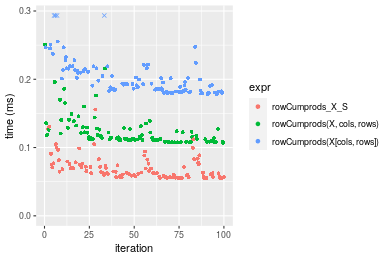 0.3
0.2
0.1
0.0
time (ms)
0
25
50
75
100
iteration
expr
rowCumprods_X_S
rowCumprods(X, cols, rows)
rowCumprods(X[cols, rows])